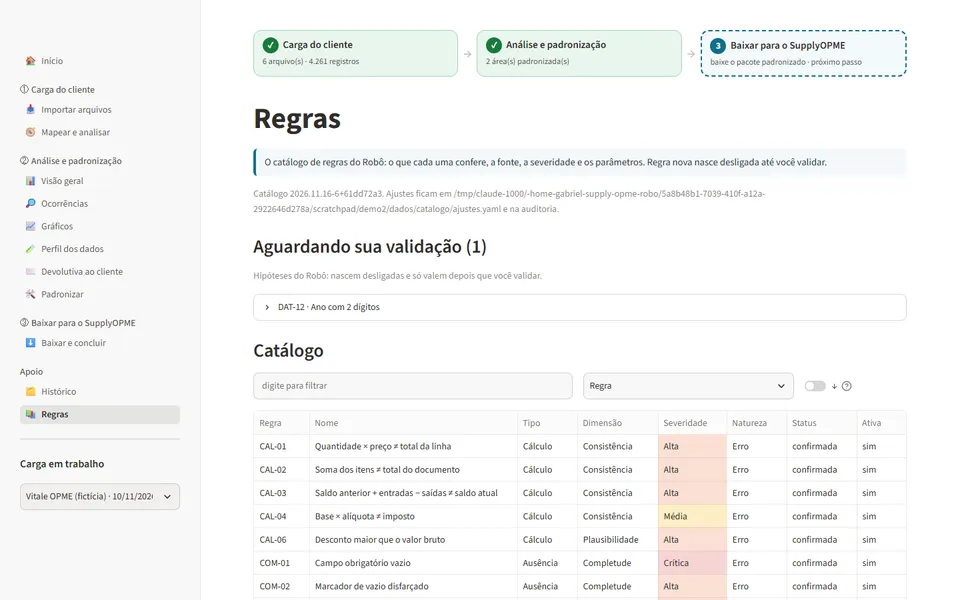 Início
① Carga do cliente
Importar arquivos
Mapear e analisar
② Análise e padronização
Visão geral
Ocorrências
Gráficos
Perfil dos dados
Devolutiva ao cliente
Padronizar
③ Baixar para o SupplyOPME
Baixar e concluir
Apoio
Histórico
Regras
Carga em trabalho
Vitale OPME (fictícia) · 10/11/202
✓ Carga do cliente
6 arquivo(s) · 4.261 registros
→
✓ Análise e padronização
2 área(s) padronizada(s)
→
3 Baixar para o SupplyOPME
baixe o pacote padronizado · próximo passo
Regras
O catálogo de regras do Robô: o que cada uma confere, a fonte, a severidade e os parâmetros. Regra nova nasce desligada até você validar.
Catálogo 2026.11.16-6+61dd72a3. Ajustes ficam em /tmp/claude-1000/-home-gabriel-supply-opme-robo/5a8b48b1-7039-410f-a12a-
2922646d278a/scratchpad/demo2/dados/catalogo/ajustes.yaml e na auditoria.
Aguardando sua validação (1)
Hipóteses do Robô: nascem desligadas e só valem depois que você validar.
DAT-12 · Ano com 2 dígitos
Catálogo
digite para filtrar
Regra
↓ ?
Regra Nome Tipo Dimensão Severidade Natureza Status Ativa
CAL-01 Quantidade × preço ≠ total da linha Cálculo Consistência Alta Erro confirmada sim
CAL-02 Soma dos itens ≠ total do documento Cálculo Consistência Alta Erro confirmada sim
CAL-03 Saldo anterior + entradas − saídas ≠ saldo atual Cálculo Consistência Alta Erro confirmada sim
CAL-04 Base × alíquota ≠ imposto Cálculo Consistência Média Erro confirmada sim
CAL-06 Desconto maior que o valor bruto Cálculo Plausibilidade Alta Erro confirmada sim
COM-01 Campo obrigatório vazio Ausência Completude Crítica Erro confirmada sim
COM-02 Marcador de vazio disfarçado Ausência Completude Alta Erro confirmada sim